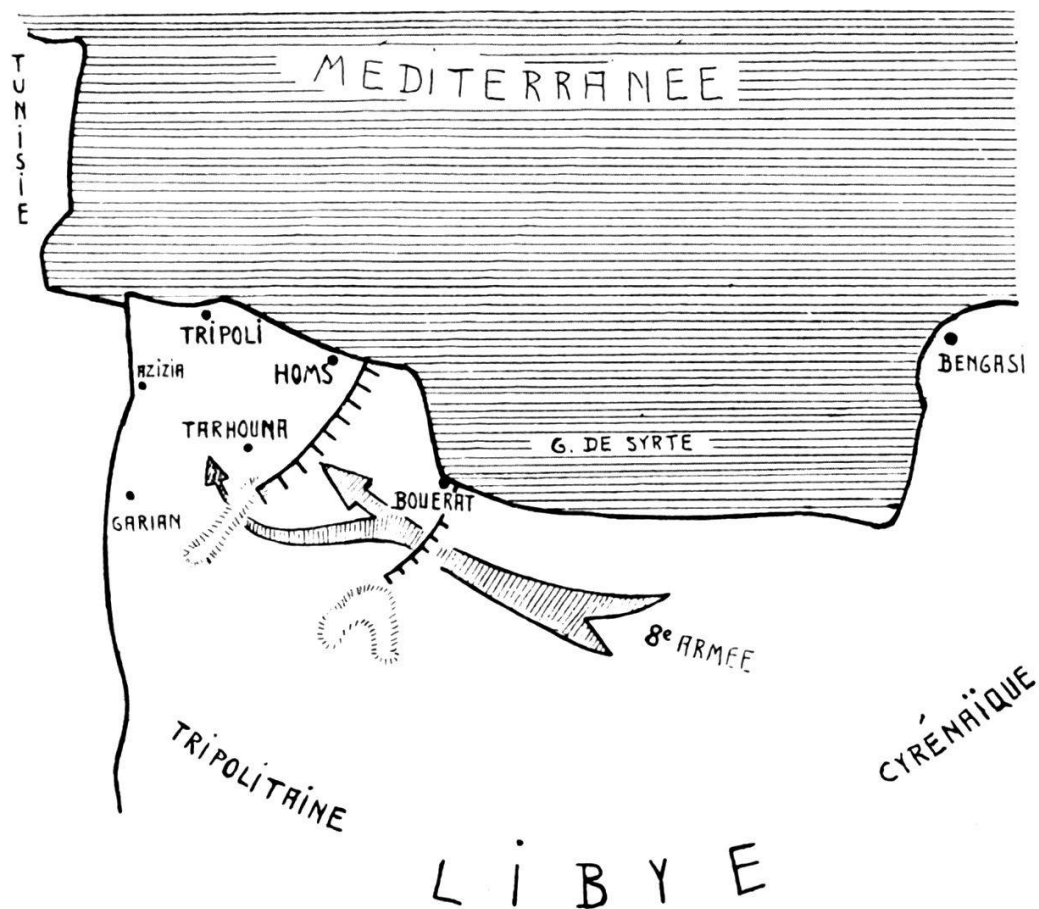 TUNISIE
MEDITERRANEE
TRIPOLI
AZIZIA
HOMS
BENGASI
TARHOUNA
G. DE SYRTE
GARIAN
BOUERAT
8e ARMEE
TRIPOLITAINE
CYRÉNAÏQUE
LIBYE